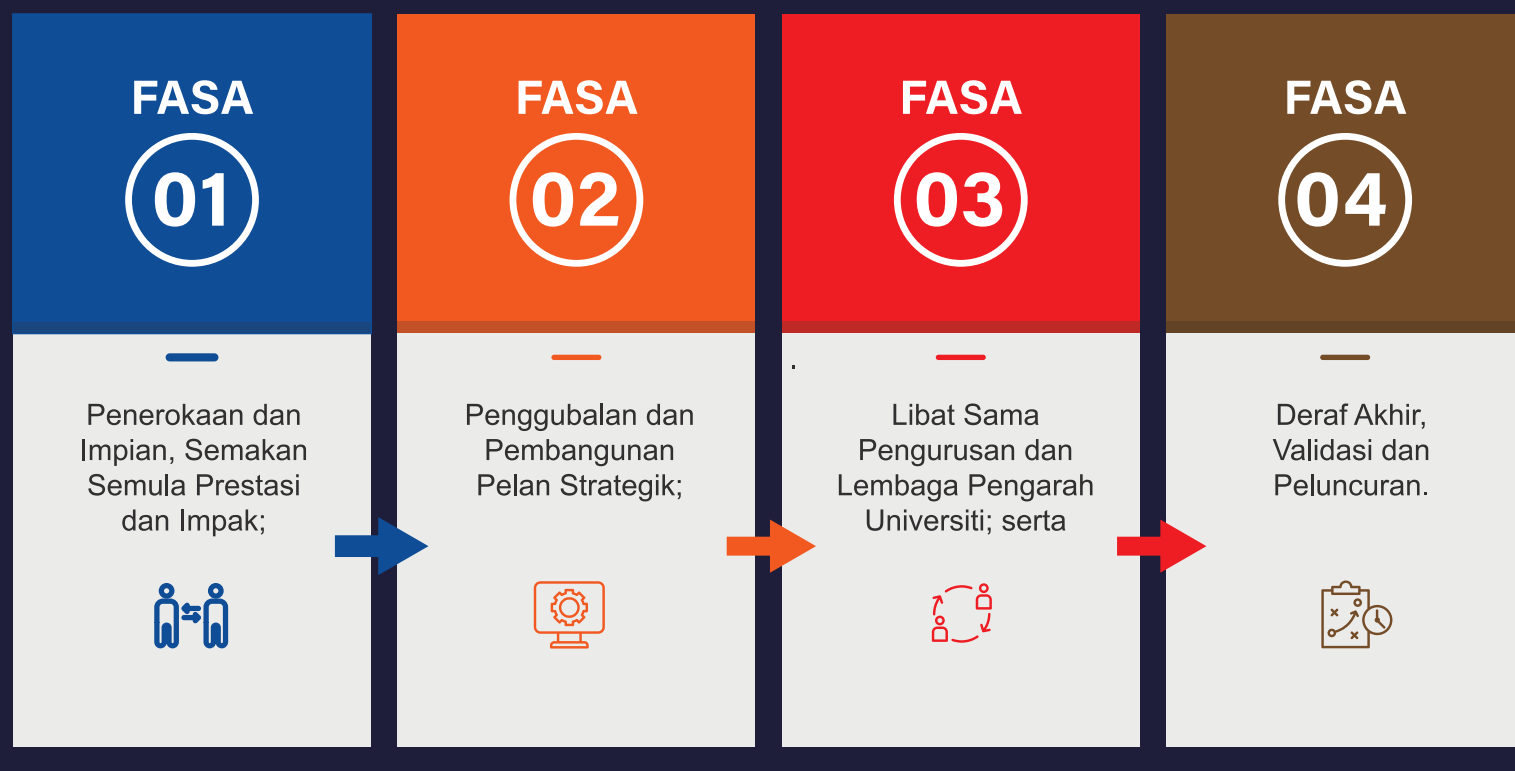 FASA
01
Penerokaan dan
Impian, Semakan
Semula Prestasi
dan Impak;
FASA
02
Penggubalan dan
Pembangunan
Pelan Strategik;
FASA
03
.
Libat Sama
Pengurusan dan
Lembaga Pengarah
Universiti; serta
FASA
04
Deraf Akhir,
Validasi dan
Peluncuran.